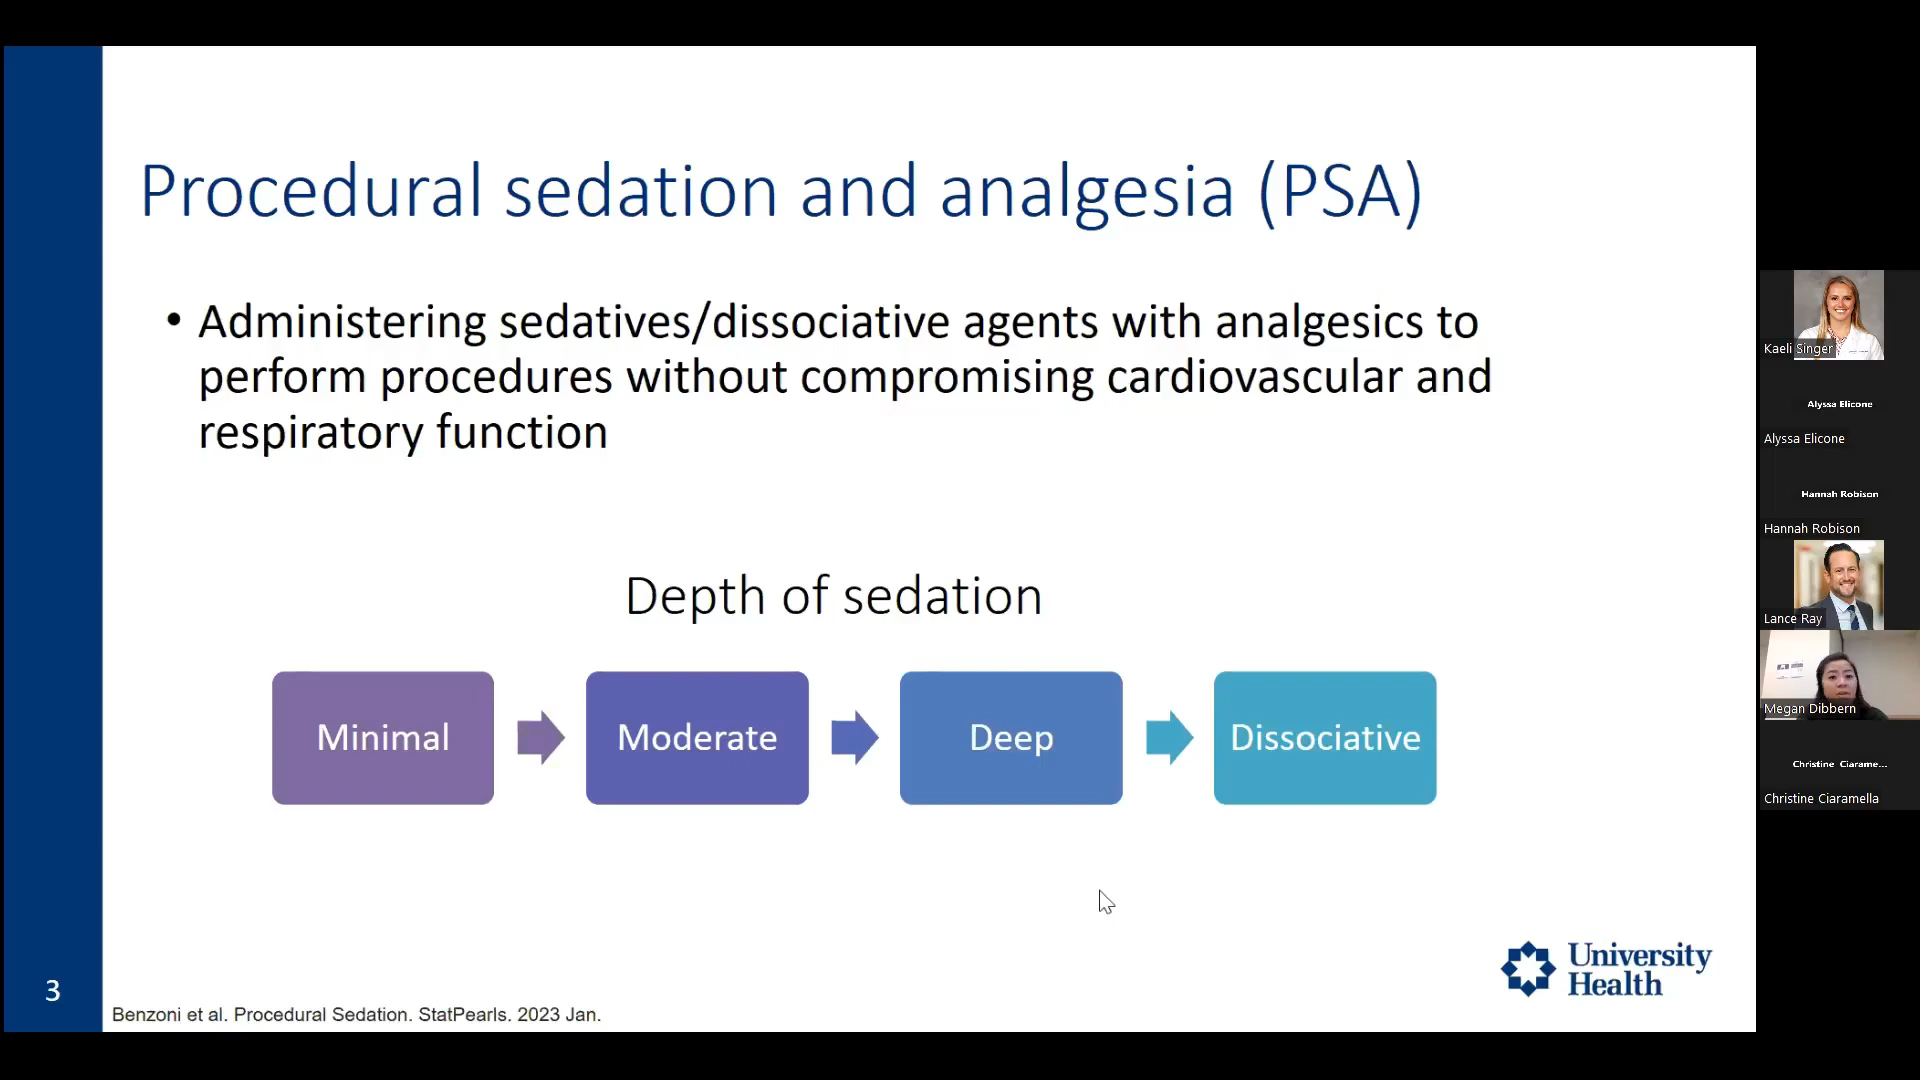 Procedural sedation and analgesia (PSA)
• Administering sedatives/dissociative agents with analgesics to
perform procedures without compromising cardiovascular and
respiratory function
Depth of sedation
Minimal
Moderate
Deep
Dissociative
University
Health
3
Benzoni et al. Procedural Sedation. StatPearls. 2023 Jan.
Kaeli Singer
Alyssa Elicone
Alyssa Elicone
Hannah Robison
Hannah Robison
Lance Ray
Megan Dibbern
Christine Ciarame...
Christine Ciaramella